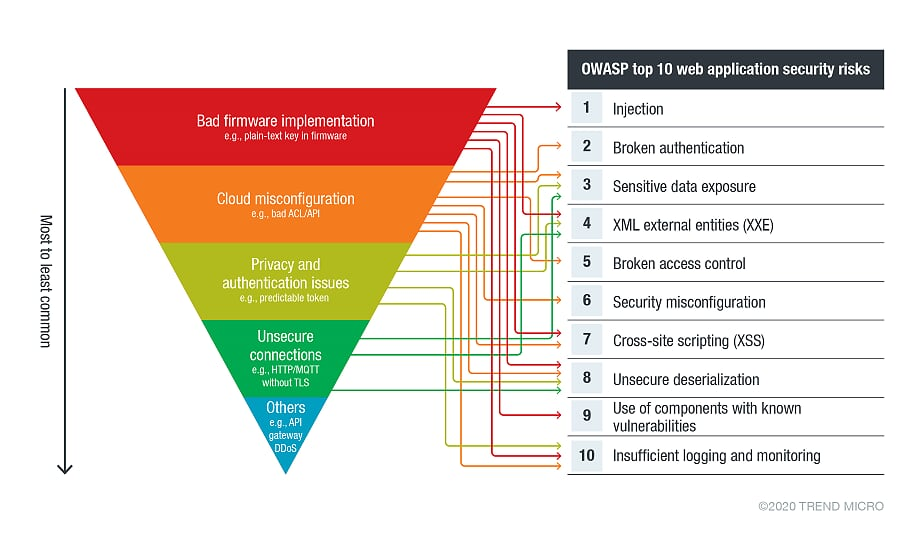 OWASP top 10 web application security risks
Most to least common
Bad firmware implementation
e.g., plain-text key in firmware
Cloud misconfiguration
e.g., bad ACL/API
Privacy and
authentication issues
e.g., predictable token
Unsecure
connections
e.g., HTTP/MQTT
without TLS
Others
e.g., API
gateway
DDoS
1 Injection
2 Broken authentication
3 Sensitive data exposure
4 XML external entities (XXE)
5 Broken access control
6 Security misconfiguration
7 Cross-site scripting (XSS)
8 Unsecure deserialization
9 Use of components with known
vulnerabilities
10 Insufficient logging and monitoring
©2020 TREND MICRO